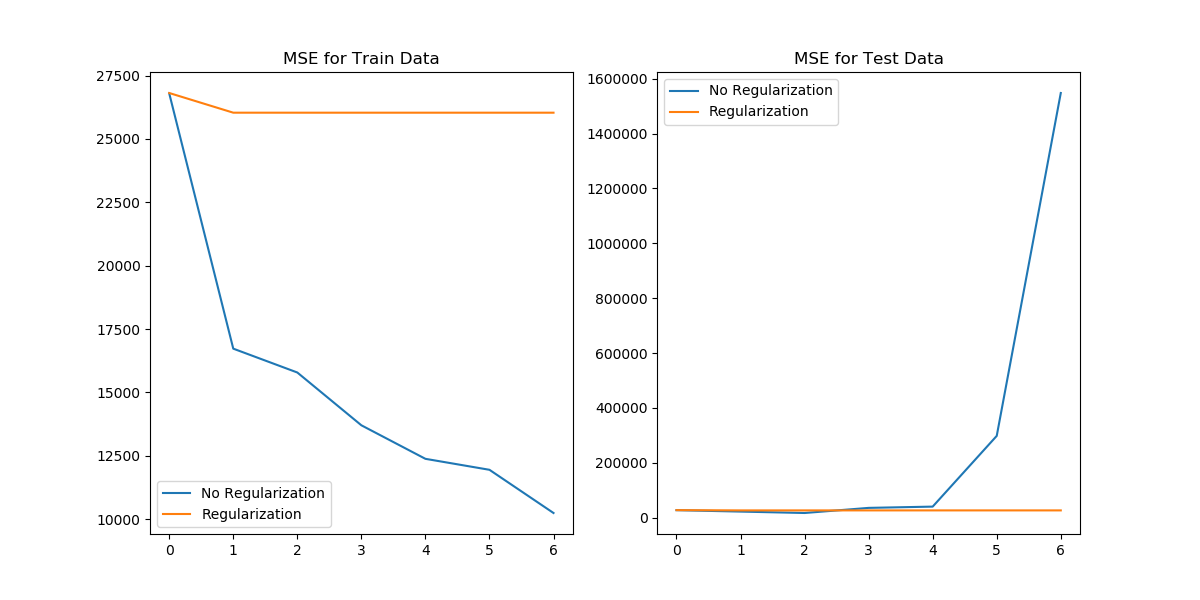 MSE for Train Data
27500
25000
22500
20000
17500
15000
12500
10000
No Regularization
Regularization
0 1 2 3 4 5 6
MSE for Test Data
1600000
1400000
1200000
1000000
800000
600000
400000
200000
0
No Regularization
Regularization
0 1 2 3 4 5 6